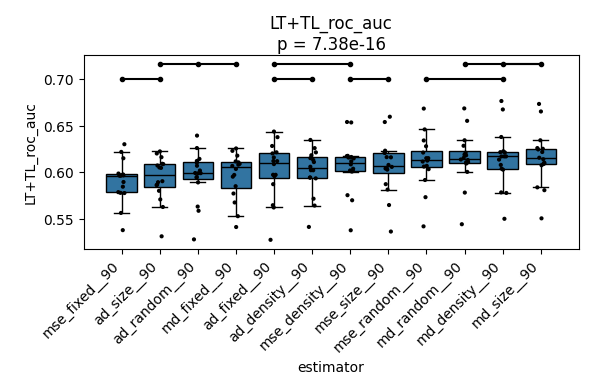 LT+TL_roc_auc
p = 7.38e-16
LT+TL_roc_auc
0.70
0.65
0.60
0.55
mse_fixed__90
ad_size__90
ad_random__90
md_fixed__90
ad_fixed__90
ad_density__90
mse_density__90
mse_size__90
mse_random__90
md_random__90
md_density__90
md_size__90
estimator